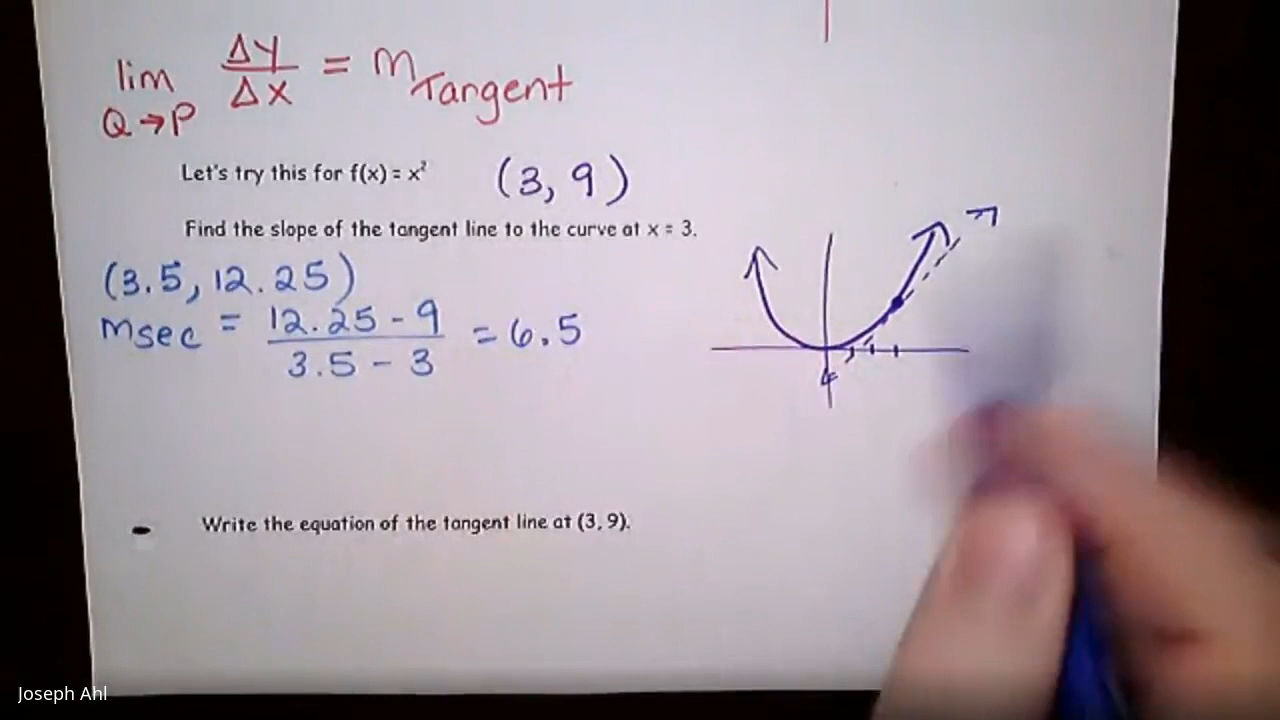 lim Δy/Δx = m Tangent
Q→P
Let's try this for f(x) = x² (3, 9)
Find the slope of the tangent line to the curve at x = 3.
(3.5, 12.25)
msec = 12.25 - 9 / 3.5 - 3 = 6.5
Write the equation of the tangent line at (3, 9).
Joseph Ahl